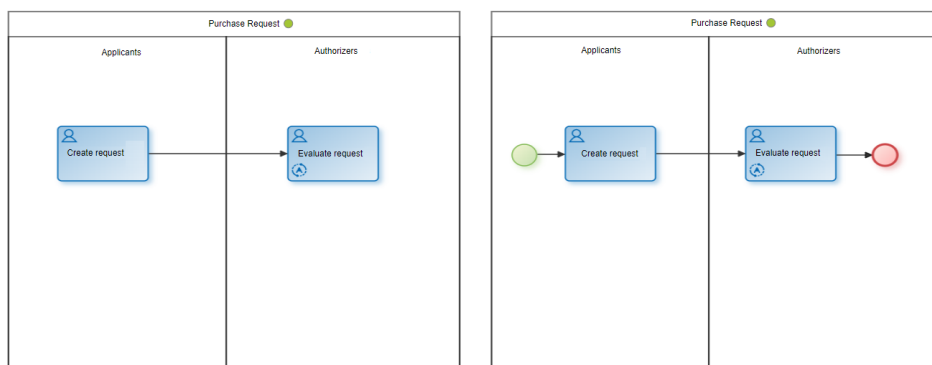 Purchase Request
Applicants
Authorizers
Create request
Evaluate request
Purchase Request
Applicants
Authorizers
Create request
Evaluate request